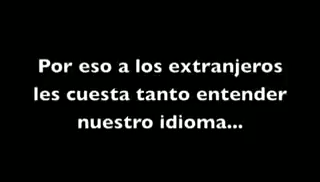 Por eso a los extranjeros
les cuesta tanto entender
nuestro idioma...